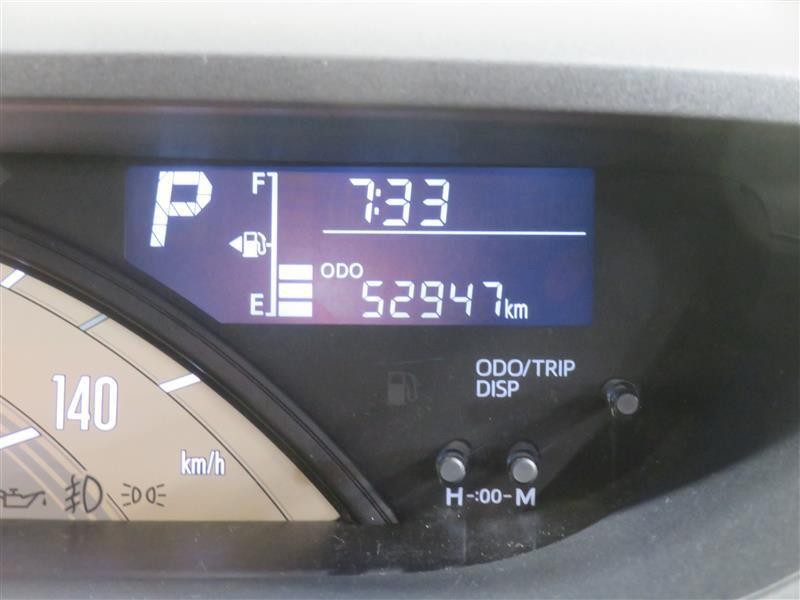 P
F
7:33
E
ODO
52947km
ODO/TRIP
DISP
140
km/h
H-:00-M